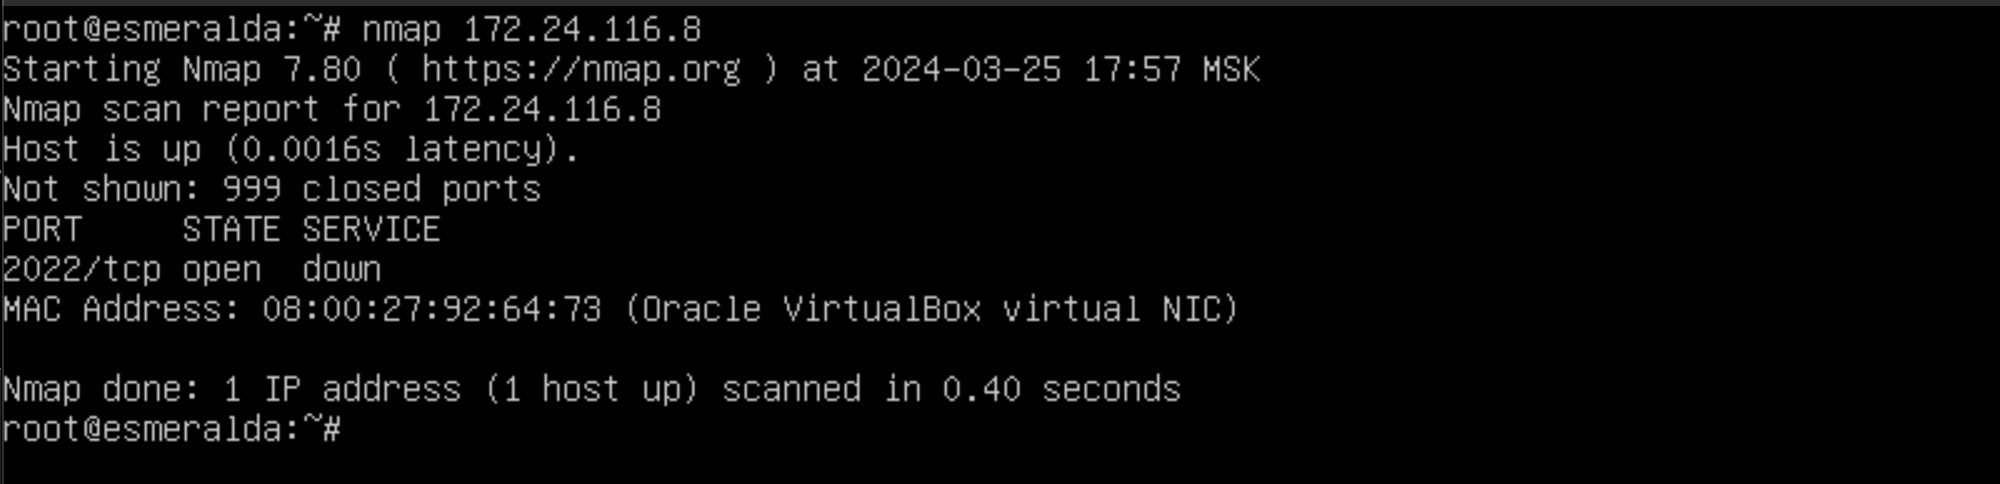 root@esmeralda:~# nmap 172.24.116.8
Starting Nmap 7.80 ( https://nmap.org ) at 2024-03-25 17:57 MSK
Nmap scan report for 172.24.116.8
Host is up (0.0016s latency).
Not shown: 999 closed ports
PORT     STATE SERVICE
2022/tcp open  down
MAC Address: 08:00:27:92:64:73 (Oracle VirtualBox virtual NIC)

Nmap done: 1 IP address (1 host up) scanned in 0.40 seconds
root@esmeralda:~#